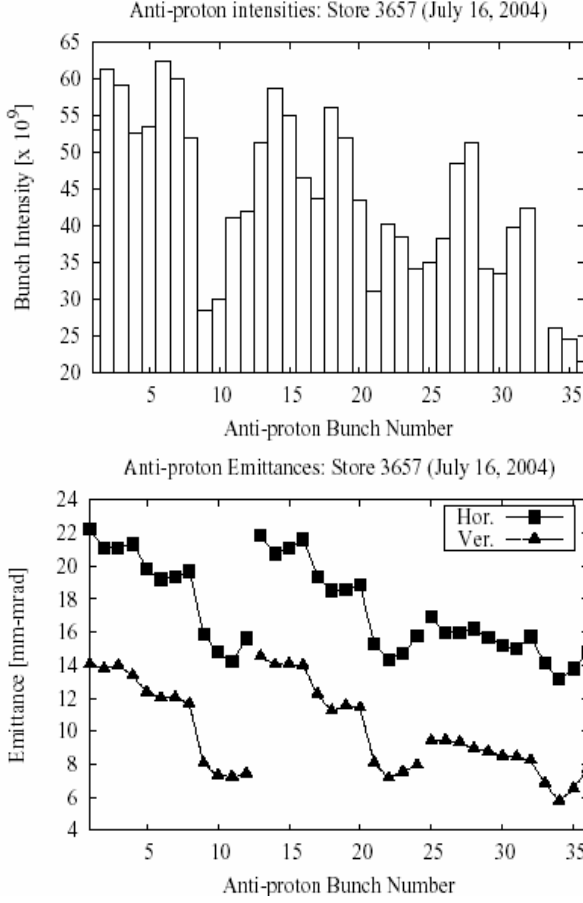 Anti-proton intensities: Store 3657 (July 16, 2004)
65
60
55
50
45
40
35
30
25
20
Bunch Intensity [x 10^9]
5 10 15 20 25 30 35
Anti-proton Bunch Number
Anti-proton Emittances: Store 3657 (July 16, 2004)
24
22
20
18
16
14
12
10
8
6
4
Emittance [mm-mrad]
Hor.
Ver.
5 10 15 20 25 30 35
Anti-proton Bunch Number